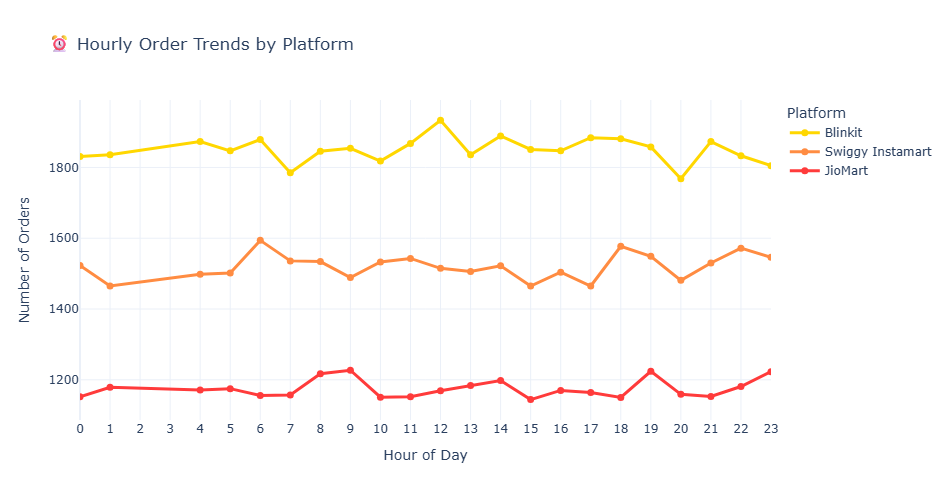 ⏰ Hourly Order Trends by Platform
Platform
Blinkit
Swiggy Instamart
JioMart
Number of Orders
1800
1600
1400
1200
0 1 2 3 4 5 6 7 8 9 10 11 12 13 14 15 16 17 18 19 20 21 22 23
Hour of Day